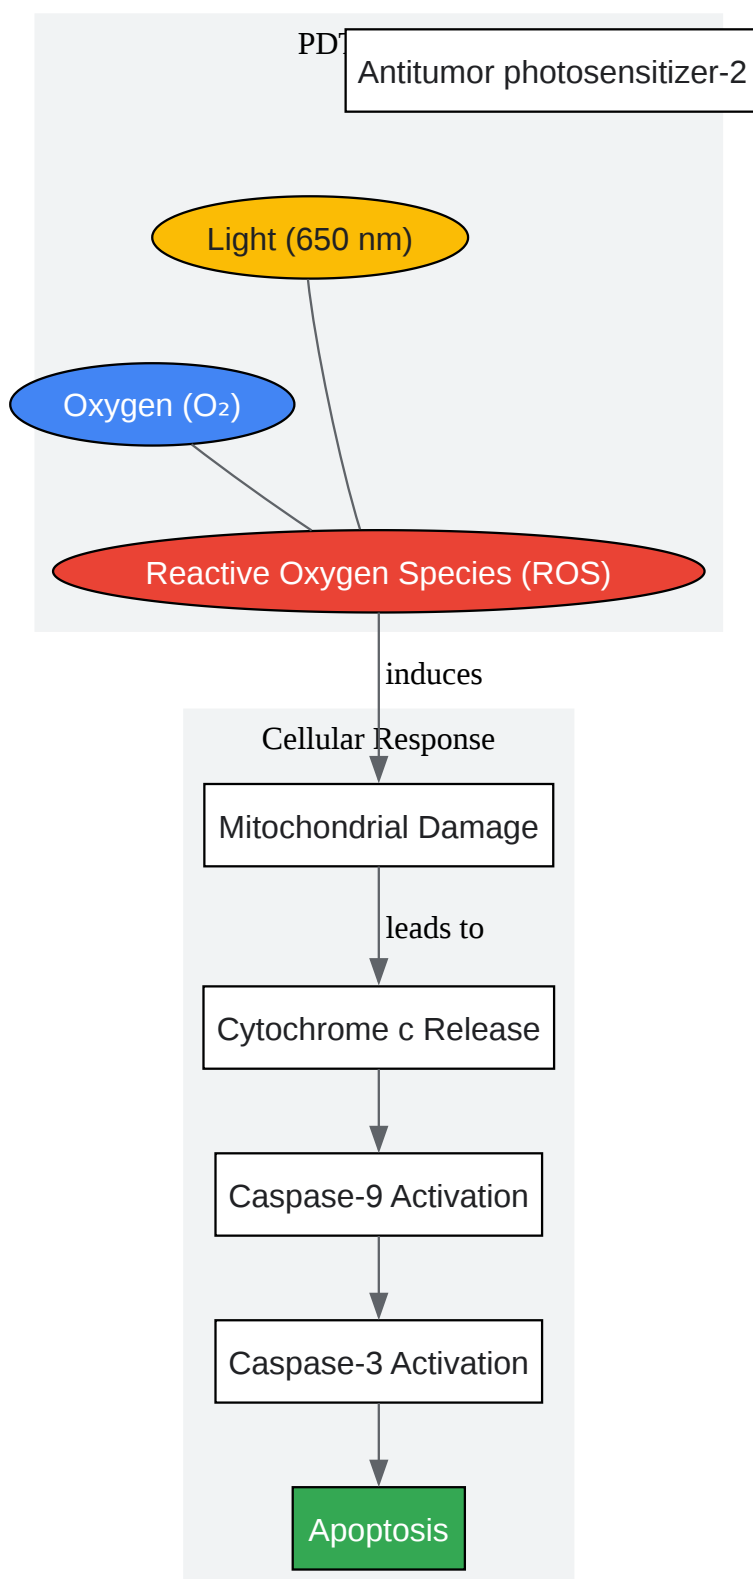 PDT
Antitumor photosensitizer-2
Light (650 nm)
Oxygen (O₂)
Reactive Oxygen Species (ROS)
induces
Cellular Response
Mitochondrial Damage
leads to
Cytochrome c Release
Caspase-9 Activation
Caspase-3 Activation
Apoptosis